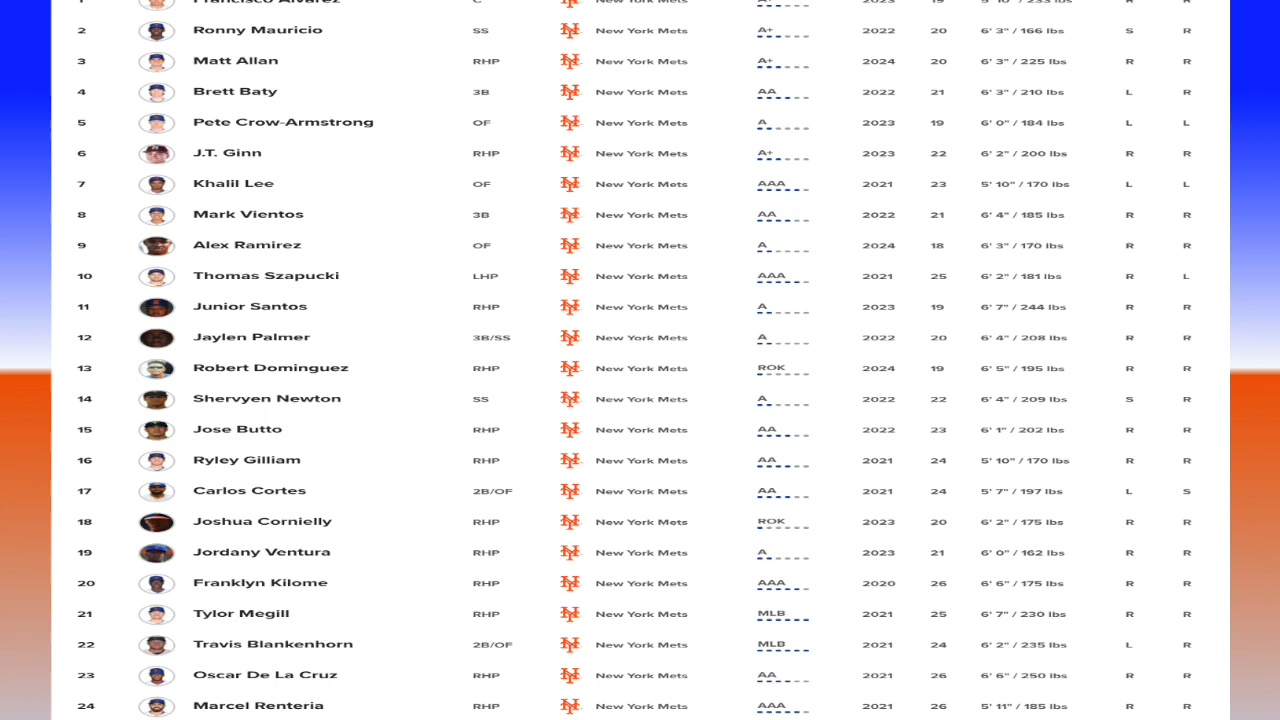 1 Francisco Alvarez C New York Mets A+ 2023 19 5' 10" / 233 lbs R R
2 Ronny Mauricio SS New York Mets A+ 2022 20 6' 3" / 166 lbs S R
3 Matt Allan RHP New York Mets A+ 2024 20 6' 3" / 225 lbs R R
4 Brett Baty 3B New York Mets AA 2022 21 6' 3" / 210 lbs L R
5 Pete Crow-Armstrong OF New York Mets A 2023 19 6' 0" / 184 lbs L L
6 J.T. Ginn RHP New York Mets A+ 2023 22 6' 2" / 200 lbs R R
7 Khalil Lee OF New York Mets AAA 2021 23 5' 10" / 170 lbs L L
8 Mark Vientos 3B New York Mets AA 2022 21 6' 4" / 185 lbs R R
9 Alex Ramirez OF New York Mets A 2024 18 6' 3" / 170 lbs R R
10 Thomas Szapucki LHP New York Mets AAA 2021 25 6' 2" / 181 lbs R L
11 Junior Santos RHP New York Mets A 2023 19 6' 7" / 244 lbs R R
12 Jaylen Palmer 3B/SS New York Mets A 2022 20 6' 4" / 208 lbs R R
13 Robert Dominguez RHP New York Mets ROK 2024 19 6' 5" / 195 lbs R R
14 Shervyen Newton SS New York Mets A 2022 22 6' 4" / 209 lbs S R
15 Jose Butto RHP New York Mets AA 2022 23 6' 1" / 202 lbs R R
16 Ryley Gilliam RHP New York Mets AA 2021 24 5' 10" / 170 lbs R R
17 Carlos Cortes 2B/OF New York Mets AA 2021 24 5' 7" / 197 lbs L S
18 Joshua Cornielly RHP New York Mets ROK 2023 20 6' 2" / 175 lbs R R
19 Jordany Ventura RHP New York Mets A 2023 21 6' 0" / 162 lbs R R
20 Franklyn Kilome RHP New York Mets AAA 2020 26 6' 6" / 175 lbs R R
21 Tylor Megill RHP New York Mets MLB 2021 25 6' 7" / 230 lbs R R
22 Travis Blankenhorn 2B/OF New York Mets MLB 2021 24 6' 2" / 235 lbs L R
23 Oscar De La Cruz RHP New York Mets AA 2021 26 6' 6" / 250 lbs R R
24 Marcel Renteria RHP New York Mets AAA 2021 26 5' 11" / 185 lbs R R